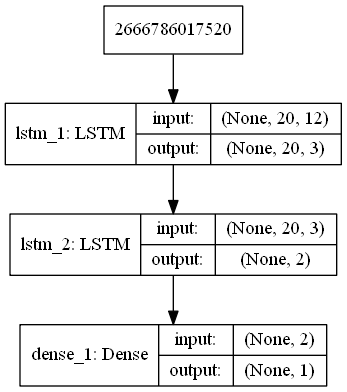 2666786017520
lstm_1: LSTM
input:
(None, 20, 12)
output:
(None, 20, 3)
lstm_2: LSTM
input:
(None, 20, 3)
output:
(None, 2)
dense_1: Dense
input:
(None, 2)
output:
(None, 1)